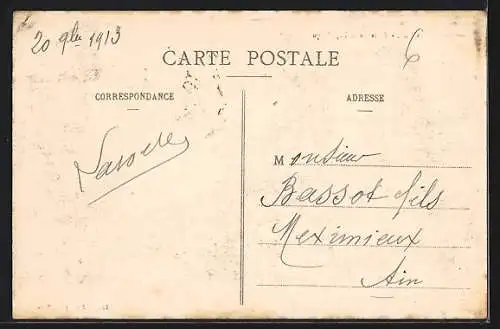 20 9bre 1913
6
CARTE POSTALE
CORRESPONDANCE
ADRESSE
Monsieur
Bassot fils
Meximieux
Ain